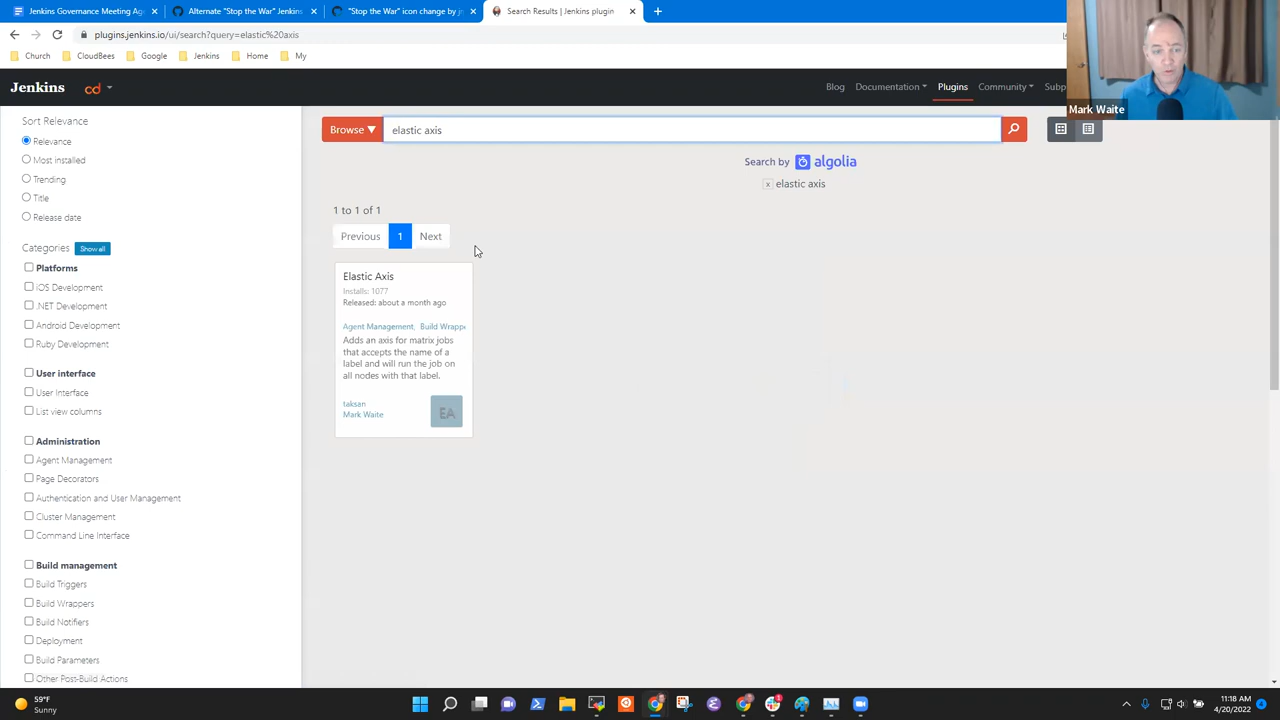 Jenkins Governance Meeting Age
Alternate "Stop the War" Jenkins
"Stop the War" icon change by jn
Search Results | Jenkins plugin
plugins.jenkins.io/ui/search?query=elastic%20axis
Church
CloudBees
Google
Jenkins
Home
My
Jenkins
cd
Blog
Documentation
Plugins
Community
Subp
Mark Waite
Sort Relevance
Relevance
Most installed
Trending
Title
Release date
Categories
Show all
Platforms
iOS Development
.NET Development
Android Development
Ruby Development
User interface
User Interface
List view columns
Administration
Agent Management
Page Decorators
Authentication and User Management
Cluster Management
Command Line Interface
Build management
Build Triggers
Build Wrappers
Build Notifiers
Deployment
Build Parameters
Other Post-Build Actions
Browse
elastic axis
Search by algolia
x elastic axis
1 to 1 of 1
Previous
1
Next
Elastic Axis
Installs: 1077
Released: about a month ago
Agent Management, Build Wrappe
Adds an axis for matrix jobs
that accepts the name of a
label and will run the job on
all nodes with that label.
taksan
Mark Waite
EA
59°F
Sunny
11:18 AM
4/20/2022